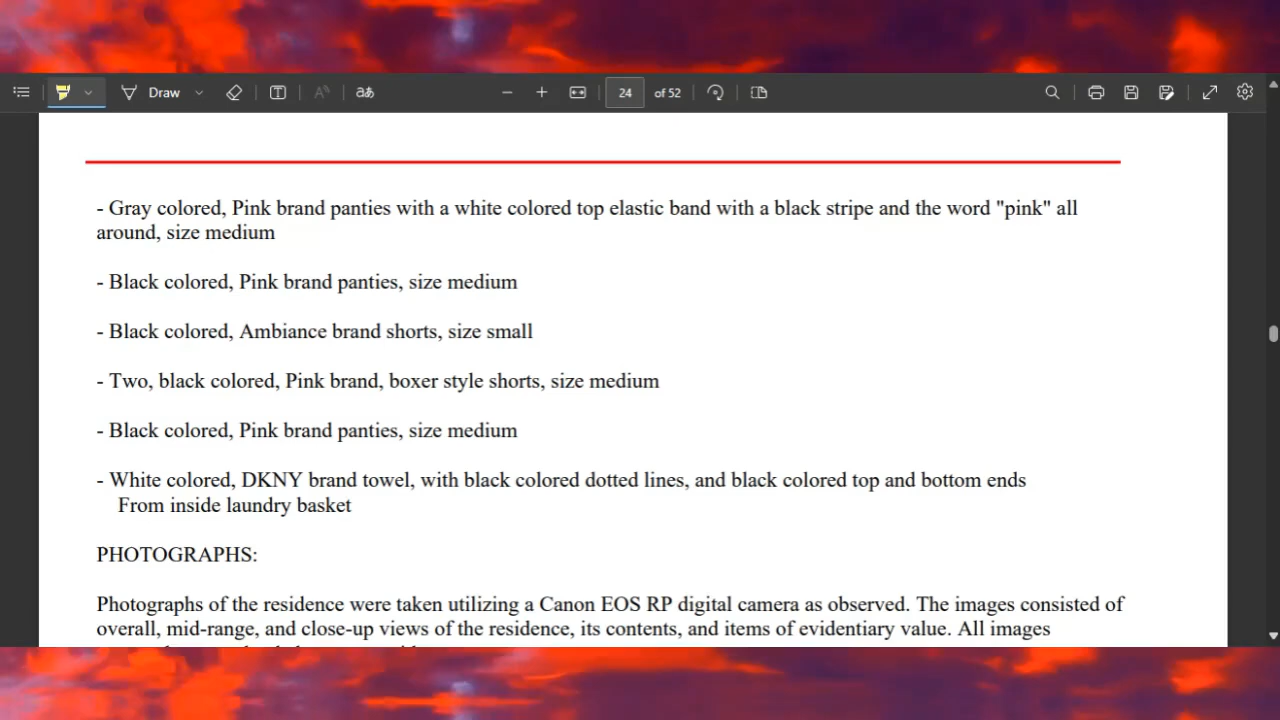 Draw
aあ
24 of 52
- Gray colored, Pink brand panties with a white colored top elastic band with a black stripe and the word "pink" all
around, size medium
- Black colored, Pink brand panties, size medium
- Black colored, Ambiance brand shorts, size small
- Two, black colored, Pink brand, boxer style shorts, size medium
- Black colored, Pink brand panties, size medium
- White colored, DKNY brand towel, with black colored dotted lines, and black colored top and bottom ends
From inside laundry basket
PHOTOGRAPHS:
Photographs of the residence were taken utilizing a Canon EOS RP digital camera as observed. The images consisted of
overall, mid-range, and close-up views of the residence, its contents, and items of evidentiary value. All images